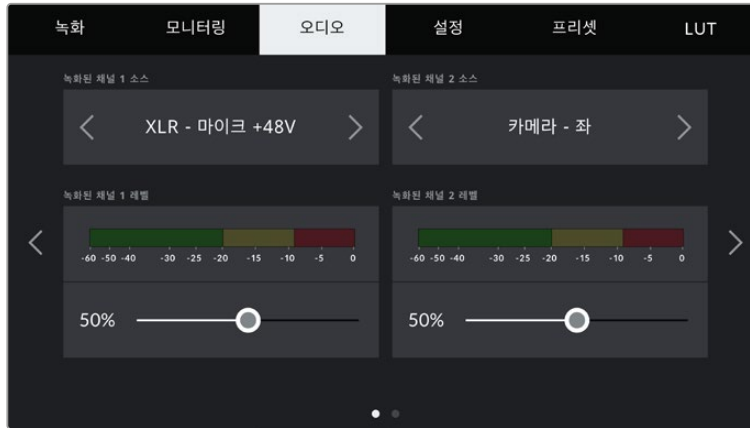 녹화 모니터링 오디오 설정 프리셋 LUT
녹화된 채널 1 소스 녹화된 채널 2 소스
XLR - 마이크 +48V 카메라 - 좌
녹화된 채널 1 레벨 녹화된 채널 2 레벨
-60 -50 -40 -30 -25 -20 -15 -10 -5 0 -60 -50 -40 -30 -25 -20 -15 -10 -5 0
50% 50%